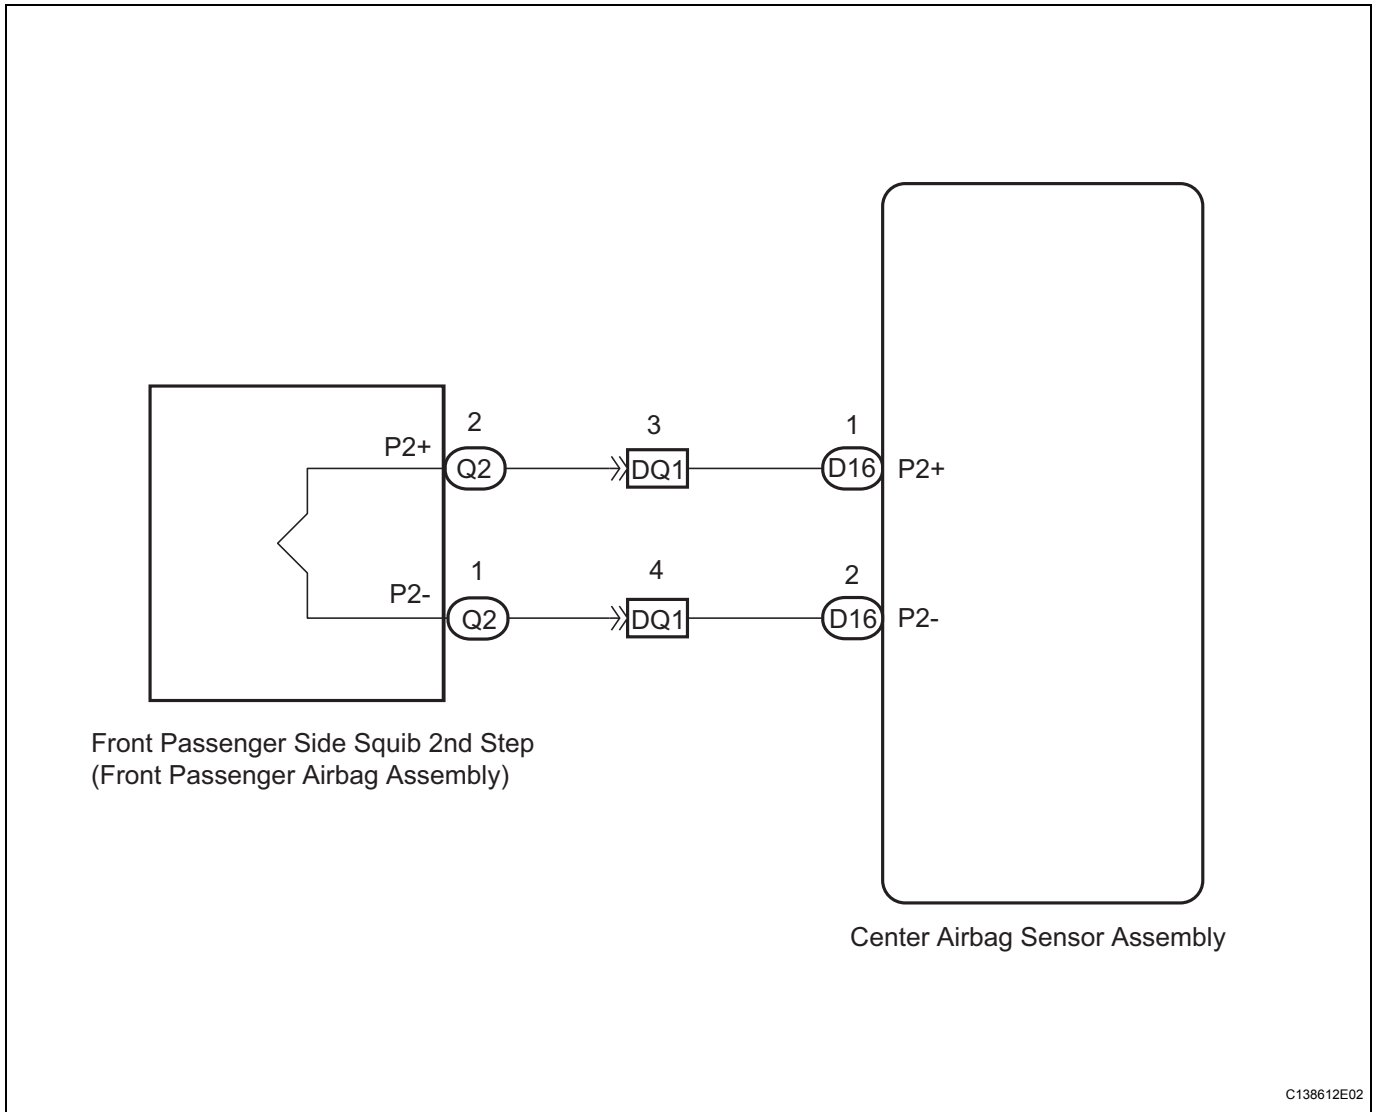 2 3 1
P2+ Q2 DQ1 D16 P2+
1 4 2
P2- Q2 DQ1 D16 P2-
Front Passenger Side Squib 2nd Step
(Front Passenger Airbag Assembly)
Center Airbag Sensor Assembly
C138612E02